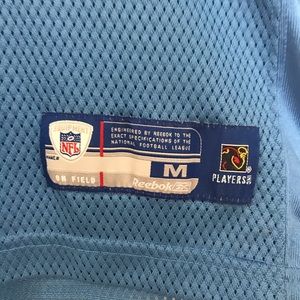 NFL
ENGINEERED BY REEBOK TO THE
EXACT SPECIFICATIONS OF THE
NATIONAL FOOTBALL LEAGUE
ON FIELD
M
Reebok
PLAYERS